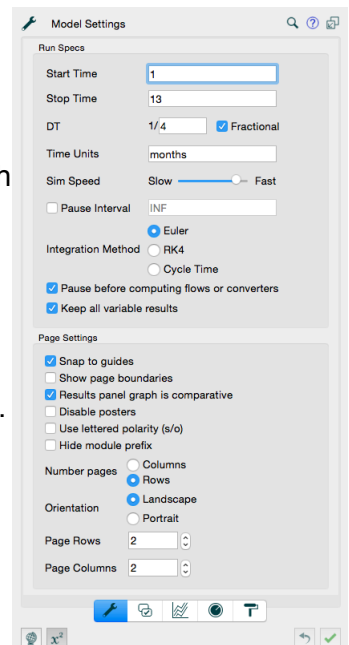 Model Settings
Run Specs
Start Time 1
Stop Time 13
DT 1/4 Fractional
Time Units months
n
Sim Speed Slow Fast
Pause Interval INF
Euler
Integration Method RK4
Cycle Time
Pause before computing flows or converters
Keep all variable results
Page Settings
Snap to guides
Show page boundaries
Results panel graph is comparative
Disable posters
.
Use lettered polarity (s/o)
Hide module prefix
Number pages Columns
Rows
Orientation Landscape
Portrait
Page Rows 2
Page Columns 2
x²